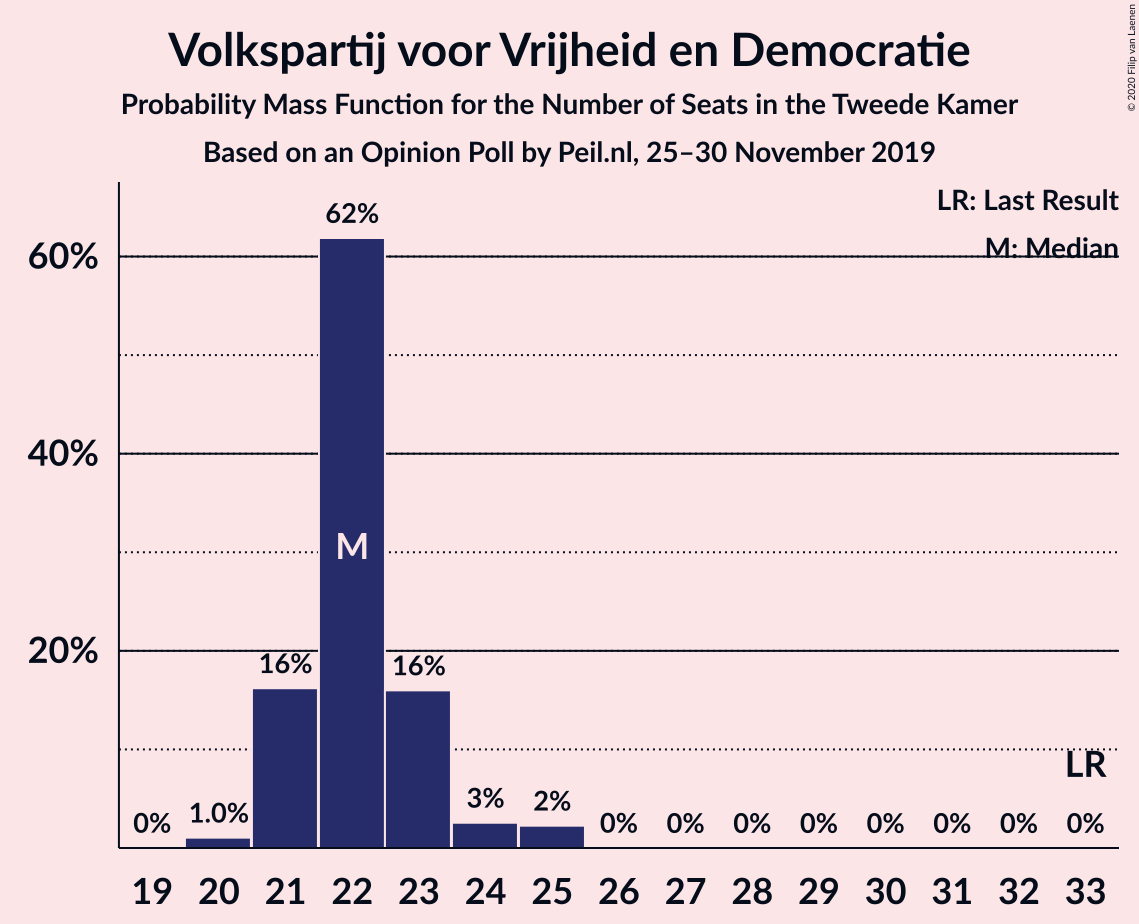 Volkspartij voor Vrijheid en Democratie
Probability Mass Function for the Number of Seats in the Tweede Kamer
Based on an Opinion Poll by Peil.nl, 25–30 November 2019
© 2020 Filip van Laenen
LR: Last Result
M: Median
60%
40%
20%
0% 1.0% 16% 62% 16% 3% 2% 0% 0% 0% 0% 0% 0% 0% 0%
M
LR
19 20 21 22 23 24 25 26 27 28 29 30 31 32 33